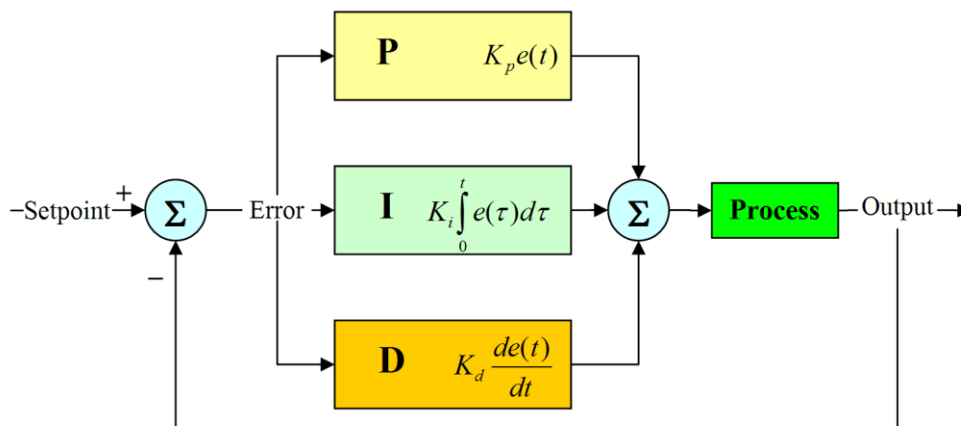 P K_p e(t)
Setpoint + Σ Error I K_i ∫_0^t e(τ)dτ Σ Process Output
−
D K_d de(t)/dt